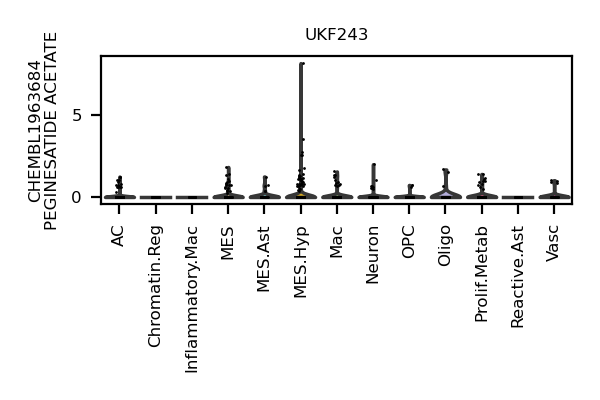 UKF243
CHEMBL1963684
PEGINESATIDE ACETATE
5
0
AC
Chromatin.Reg
Inflammatory.Mac
MES
MES.Ast
MES.Hyp
Mac
Neuron
OPC
Oligo
Prolif.Metab
Reactive.Ast
Vasc